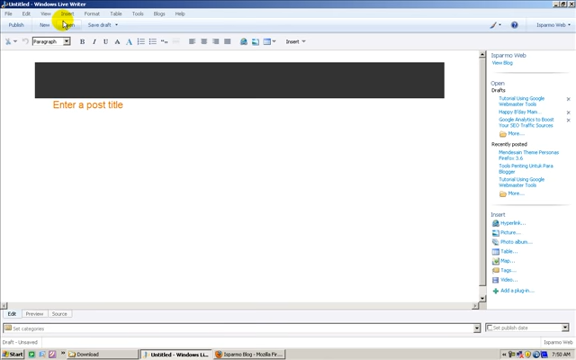 Untitled - Windows Live Writer
File Edit View Insert Format Table Tools Blogs Help
Publish New Open Save draft Isparmo Web
Paragraph B I U A Insert
Enter a post title
Isparmo Web
View Blog
Open
Drafts
Tutorial Using Google
Webmaster Tools
Happy B'day Mam...
Google Analytics to Boost
Your SEO Traffic Sources
More...
Recently posted
Mendesain Theme Personas
Firefox 3.6
Tools Penting Untuk Para
Blogger
Tutorial Using Google
Webmaster Tools
More...
Insert
Hyperlink...
Picture...
Photo album...
Table...
Map...
Tags...
Video...
Add a plug-in...
Edit Preview Source
Set categories Set publish date
Draft - Unsaved Isparmo Web
Start Download Untitled - Windows Li... Isparmo Blog - Mozilla Fir... 7:50 AM